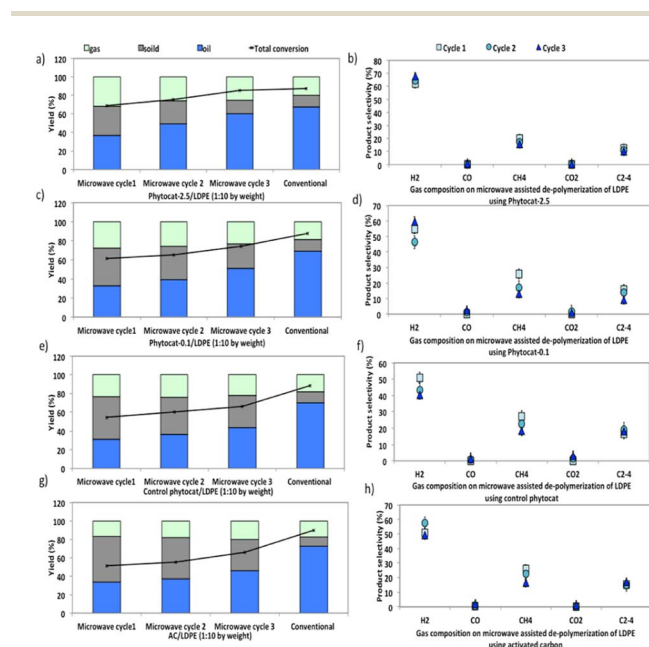 gas soild oil Total conversion
a)
120
100
80
60
40
20
0
Yield (%)
Microwave cycle1 Microwave cycle 2 Microwave cycle 3 Conventional
Phytocat-2.5/LDPE (1:10 by weight)
Cycle 1 Cycle 2 Cycle 3
b)
80
70
60
50
40
30
20
10
0
Product selectivity (%)
H2 CO CH4 CO2 C2-4
Gas composition on microwave assisted de-polymerization of LDPE
using Phytocat-2.5
c)
120
100
80
60
40
20
0
Yield (%)
Microwave cycle1 Microwave cycle 2 Microwave cycle 3 Conventional
Phytocat-0.1/LDPE (1:10 by weight)
d)
70
60
50
40
30
20
10
0
Product selectivity (%)
H2 CO CH4 CO2 C2-4
Gas composition on microwave assisted de-polymerization of LDPE
using Phytocat-0.1
e)
120
100
80
60
40
20
0
Yield (%)
Microwave cycle1 Microwave cycle 2 Microwave cycle 3 Conventional
Control phytocat/LDPE (1:10 by weight)
f)
60
50
40
30
20
10
0
Product selectivity (%)
H2 CO CH4 CO2 C2-4
Gas composition on microwave assisted de-polymerization of LDPE
using control phytocat
g)
120
100
80
60
40
20
0
Yield (%)
Microwave cycle1 Microwave cycle 2 Microwave cycle 3 Conventional
AC/LDPE (1:10 by weight)
h)
70
60
50
40
30
20
10
0
Product selectivity (%)
H2 CO CH4 CO2 C2-4
Gas composition on microwave assisted de-polymerization of LDPE
using activated carbon